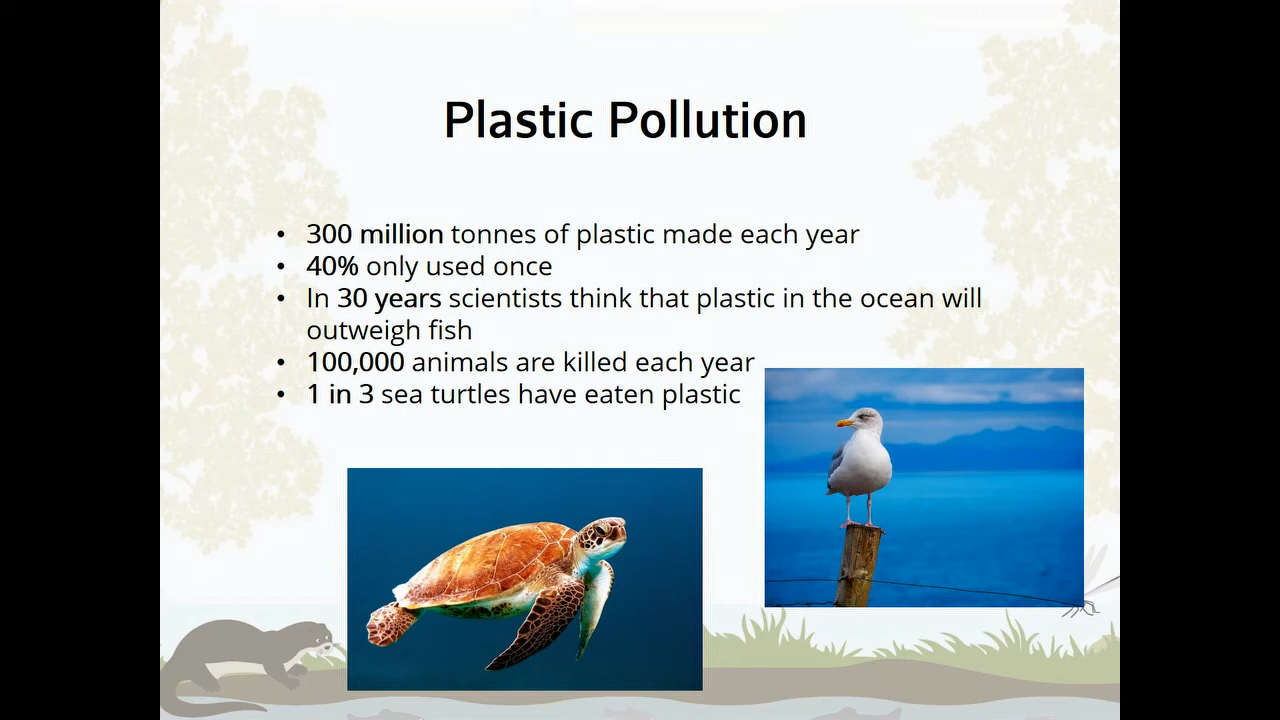 Plastic Pollution
• 300 million tonnes of plastic made each year
• 40% only used once
• In 30 years scientists think that plastic in the ocean will
outweigh fish
• 100,000 animals are killed each year
• 1 in 3 sea turtles have eaten plastic